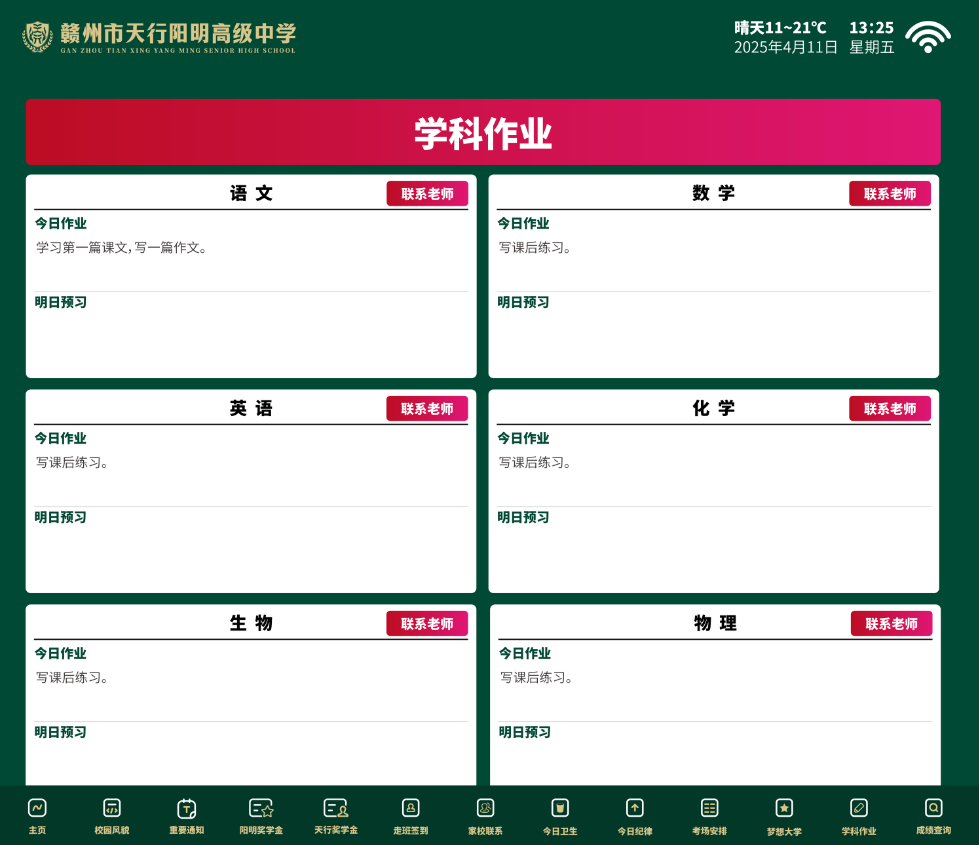 赣州市天行阳明高级中学
GAN ZHOU TIAN XING YANG MING SENIOR HIGH SCHOOL
晴天11~21℃ 13:25
2025年4月11日 星期五
学科作业
语文 联系老师
今日作业
学习第一篇课文，写一篇作文。
明日预习
数学 联系老师
今日作业
写课后练习。
明日预习
英语 联系老师
今日作业
写课后练习。
明日预习
化学 联系老师
今日作业
写课后练习。
明日预习
生物 联系老师
今日作业
写课后练习。
明日预习
物理 联系老师
今日作业
写课后练习。
明日预习
主页 校园风貌 重要通知 阳明奖学金 天行奖学金 走班签到 家校联系 今日卫生 今日纪律 考场安排 梦想大学 学科作业 成绩查询